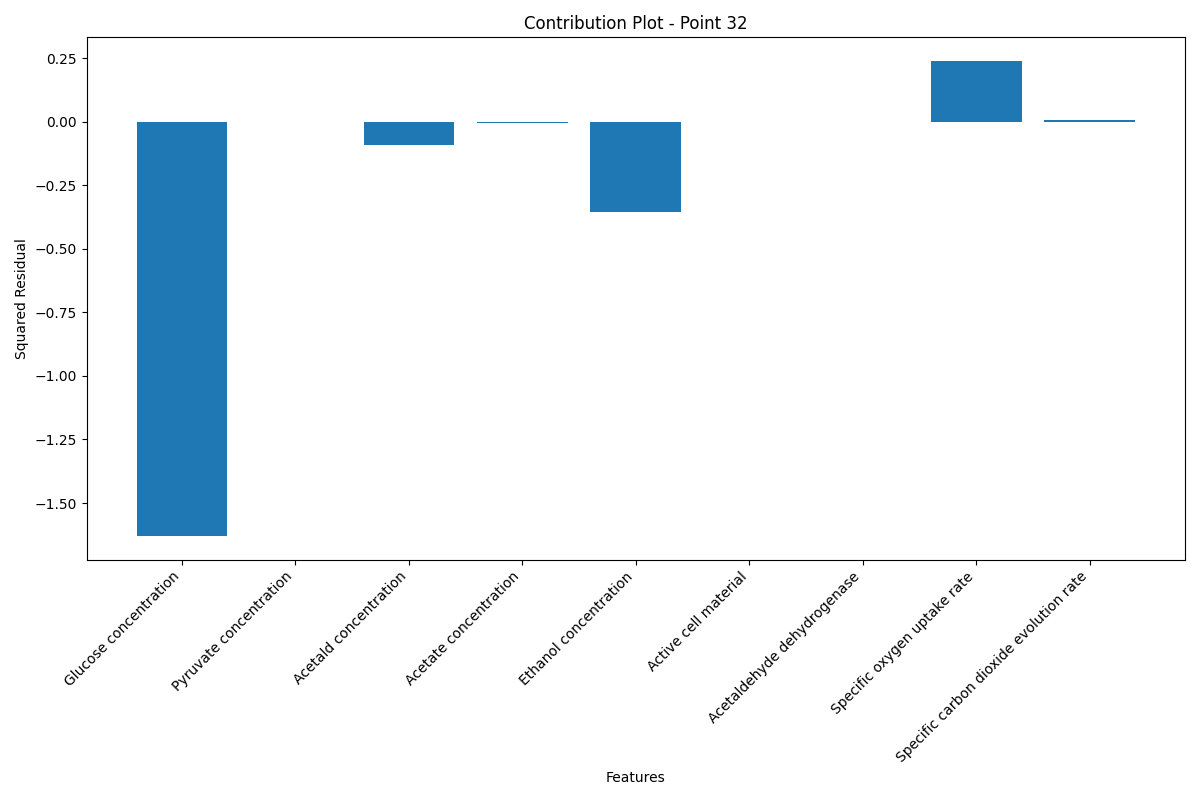 Contribution Plot - Point 32
Squared Residual
0.25
0.00
−0.25
−0.50
−0.75
−1.00
−1.25
−1.50
Glucose concentration
Pyruvate concentration
Acetald concentration
Acetate concentration
Ethanol concentration
Active cell material
Acetaldehyde dehydrogenase
Specific oxygen uptake rate
Specific carbon dioxide evolution rate
Features